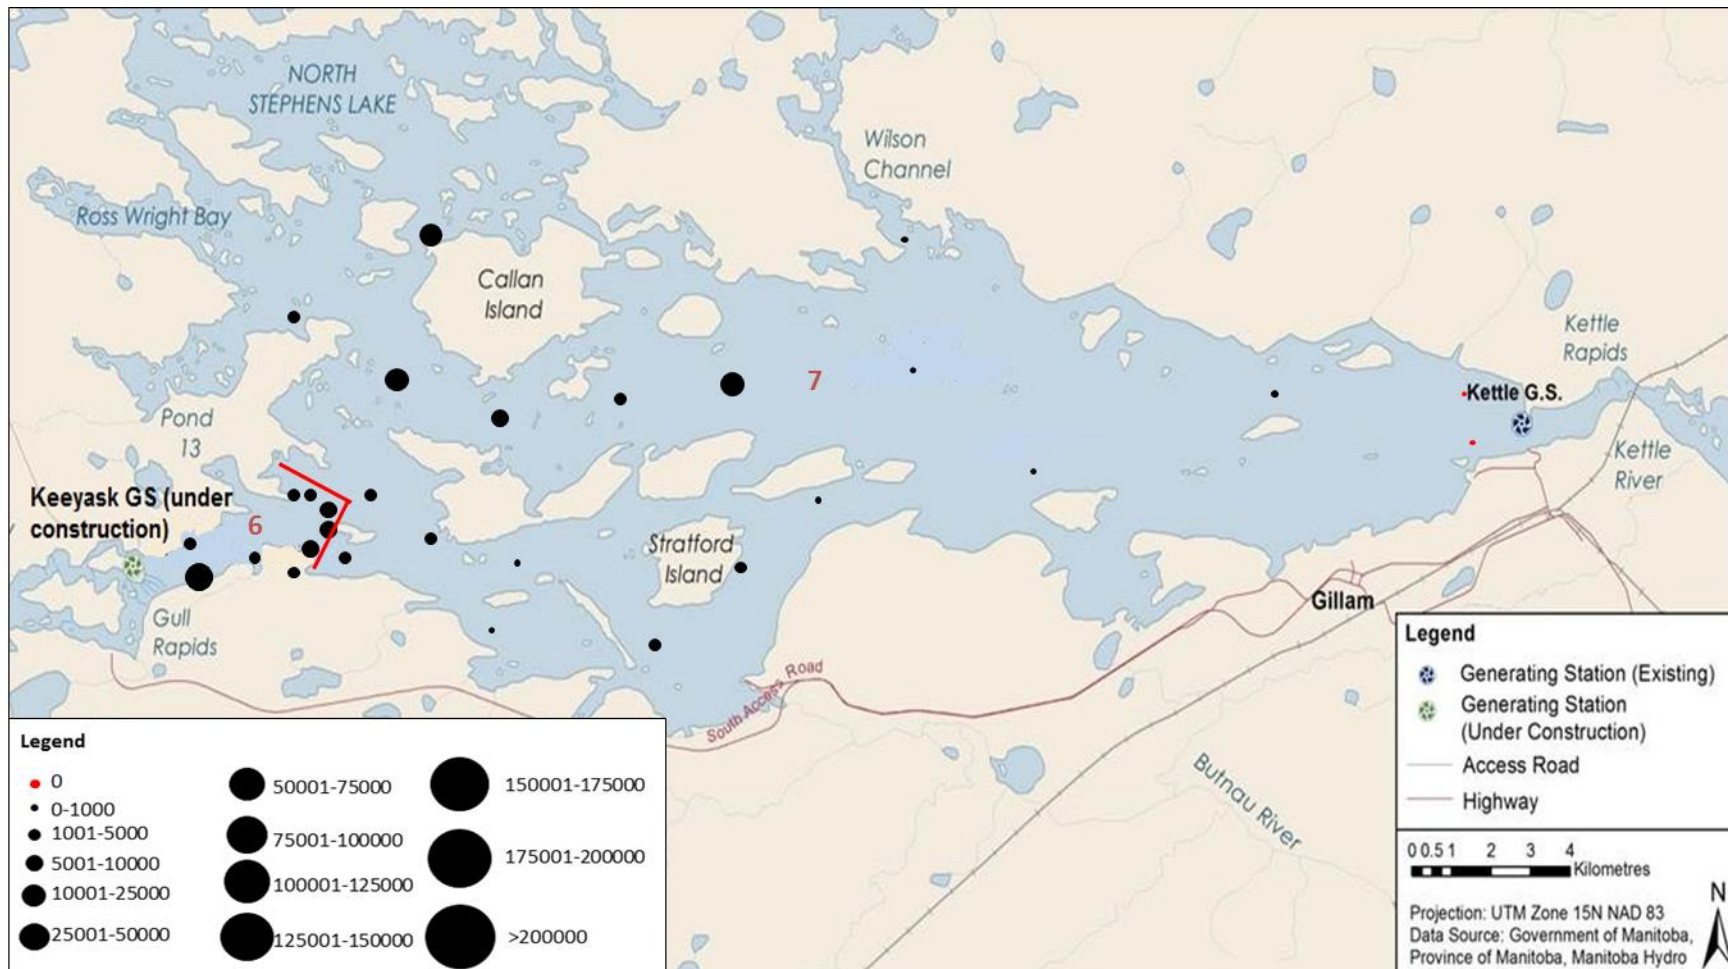 NORTH
STEPHENS LAKE
Wilson
Channel
Ross Wright Bay
Callan
Island
Kettle
Rapids
7
Kettle G.S.
Pond
13
Kettle
River
Keeyask GS (under
construction)
6
Stratford
Island
Gillam
Gull
Rapids
South Access Road
Butnau River
Legend
Generating Station (Existing)
Generating Station
(Under Construction)
Access Road
Highway
0 0.5 1 2 3 4
Kilometres
Projection: UTM Zone 15N NAD 83
Data Source: Government of Manitoba,
Province of Manitoba, Manitoba Hydro
N
Legend
0
0-1000
1001-5000
5001-10000
10001-25000
25001-50000
50001-75000
75001-100000
100001-125000
125001-150000
150001-175000
175001-200000
>200000